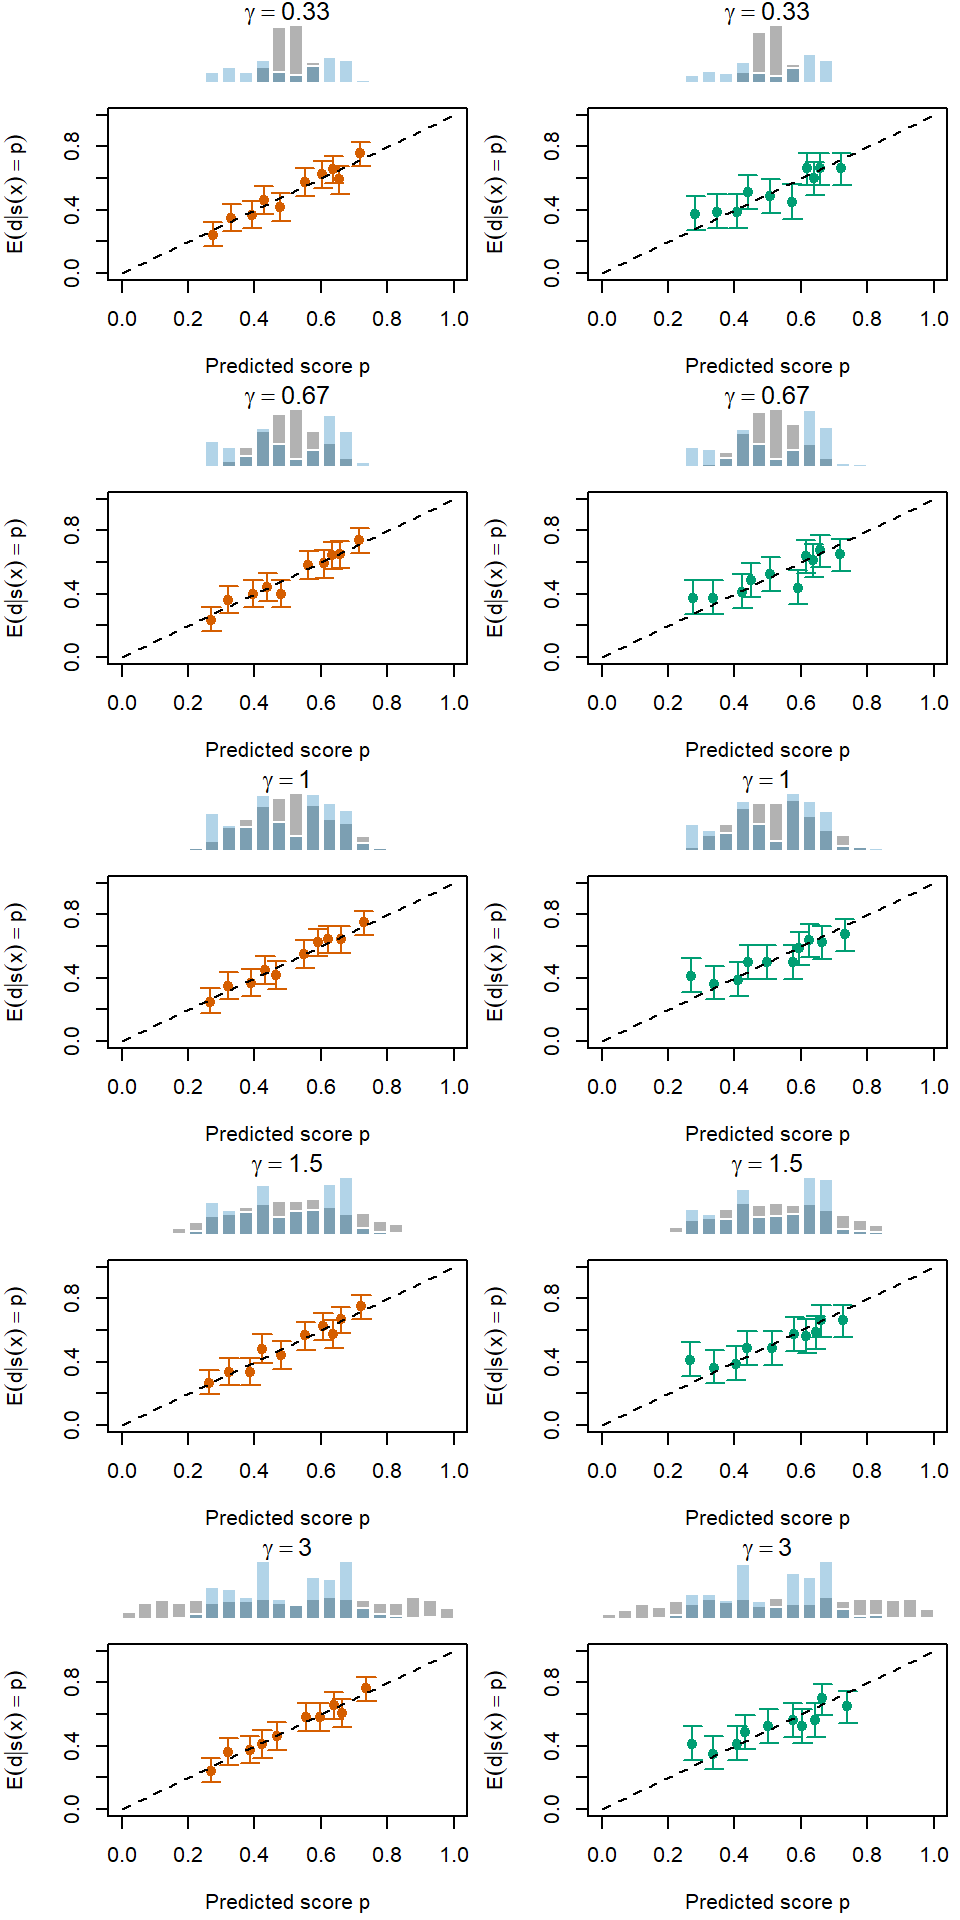 γ = 0.33 γ = 0.33
E(d|s(x) = p)
0.0 0.4 0.8
0.0 0.2 0.4 0.6 0.8 1.0
Predicted score p
E(d|s(x) = p)
0.0 0.4 0.8
0.0 0.2 0.4 0.6 0.8 1.0
Predicted score p
γ = 0.67 γ = 0.67
E(d|s(x) = p)
0.0 0.4 0.8
0.0 0.2 0.4 0.6 0.8 1.0
Predicted score p
E(d|s(x) = p)
0.0 0.4 0.8
0.0 0.2 0.4 0.6 0.8 1.0
Predicted score p
γ = 1 γ = 1
E(d|s(x) = p)
0.0 0.4 0.8
0.0 0.2 0.4 0.6 0.8 1.0
Predicted score p
E(d|s(x) = p)
0.0 0.4 0.8
0.0 0.2 0.4 0.6 0.8 1.0
Predicted score p
γ = 1.5 γ = 1.5
E(d|s(x) = p)
0.0 0.4 0.8
0.0 0.2 0.4 0.6 0.8 1.0
Predicted score p
E(d|s(x) = p)
0.0 0.4 0.8
0.0 0.2 0.4 0.6 0.8 1.0
Predicted score p
γ = 3 γ = 3
E(d|s(x) = p)
0.0 0.4 0.8
0.0 0.2 0.4 0.6 0.8 1.0
Predicted score p
E(d|s(x) = p)
0.0 0.4 0.8
0.0 0.2 0.4 0.6 0.8 1.0
Predicted score p